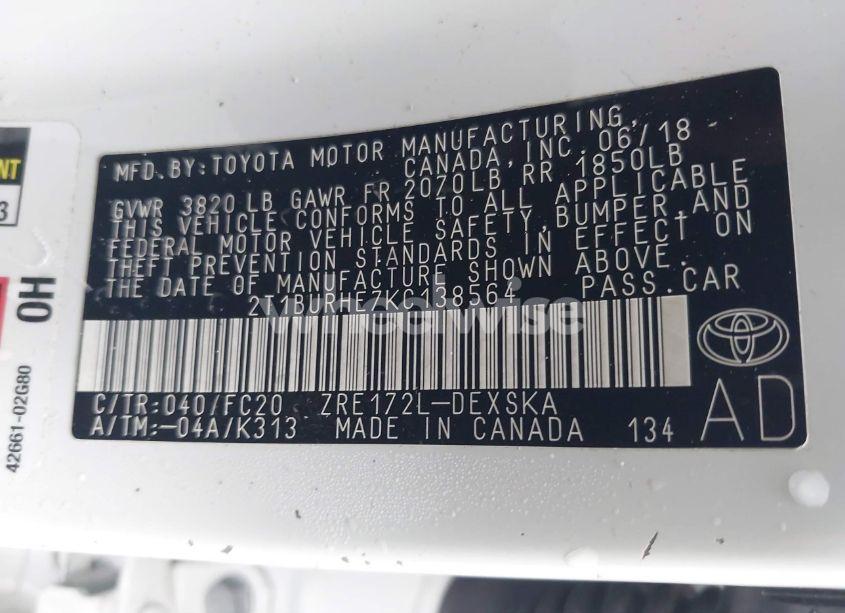 MFD.BY:TOYOTA MOTOR MANUFACTURING,
CANADA,INC. 06/18
GVWR 3820 LB GAWR FR 2070LB RR 1850LB
THIS VEHICLE CONFORMS TO ALL APPLICABLE
FEDERAL MOTOR VEHICLE SAFETY,BUMPER,AND
THEFT PREVENTION STANDARDS IN EFFECT ON
THE DATE OF MANUFACTURE SHOWN ABOVE.
2T1BURHE7KC138564 PASS.CAR
wheelwise
C/TR:040/FC20 ZRE172L-DEXSKA
A/TM:-04A/K313 MADE IN CANADA 134
AD
3
OH
42661-02G80